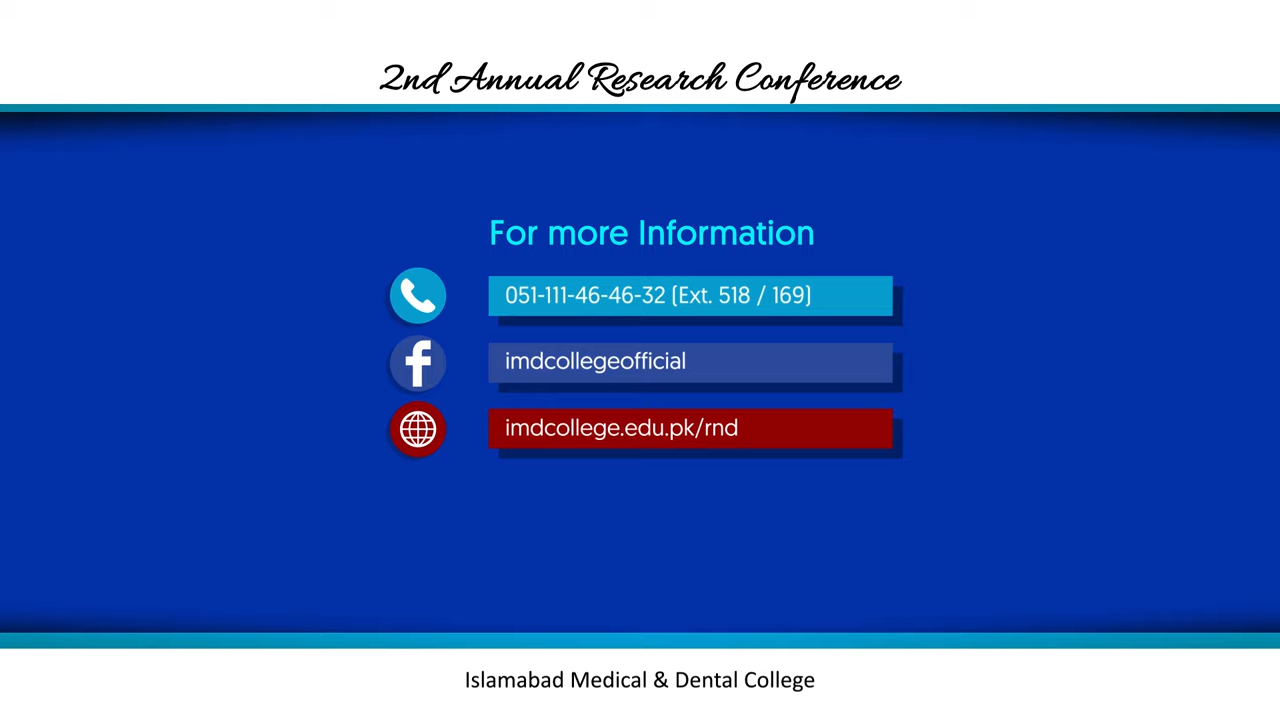 2nd Annual Research Conference
For more Information
051-111-46-46-32 (Ext. 518 / 169)
imdcollegeofficial
imdcollege.edu.pk/rnd
Islamabad Medical & Dental College